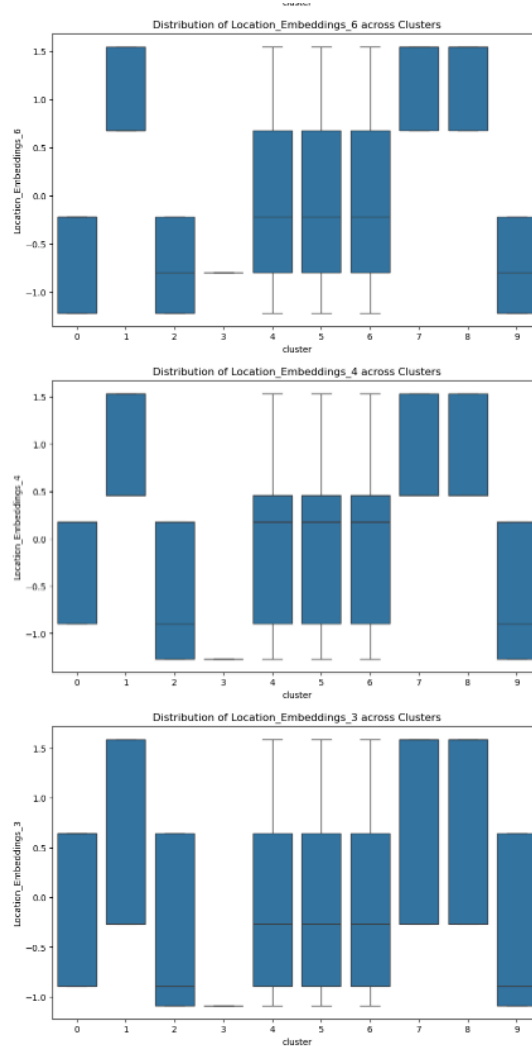 cluster
Distribution of Location_Embeddings_6 across Clusters
1.5
1.0
0.5
0.0
−0.5
−1.0
Location_Embeddings_6
0 1 2 3 4 5 6 7 8 9
cluster
Distribution of Location_Embeddings_4 across Clusters
1.5
1.0
0.5
0.0
−0.5
−1.0
Location_Embeddings_4
0 1 2 3 4 5 6 7 8 9
cluster
Distribution of Location_Embeddings_3 across Clusters
1.5
1.0
0.5
0.0
−0.5
−1.0
Location_Embeddings_3
0 1 2 3 4 5 6 7 8 9
cluster